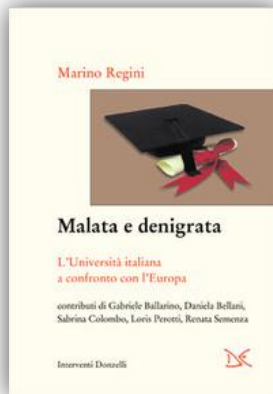 Marino Regini
Malata e denigrata
L'Università italiana
a confronto con l'Europa
contributi di Gabriele Ballarino, Daniela Bellani,
Sabrina Colombo, Loris Perotti, Renata Semenza
Interventi Donzelli